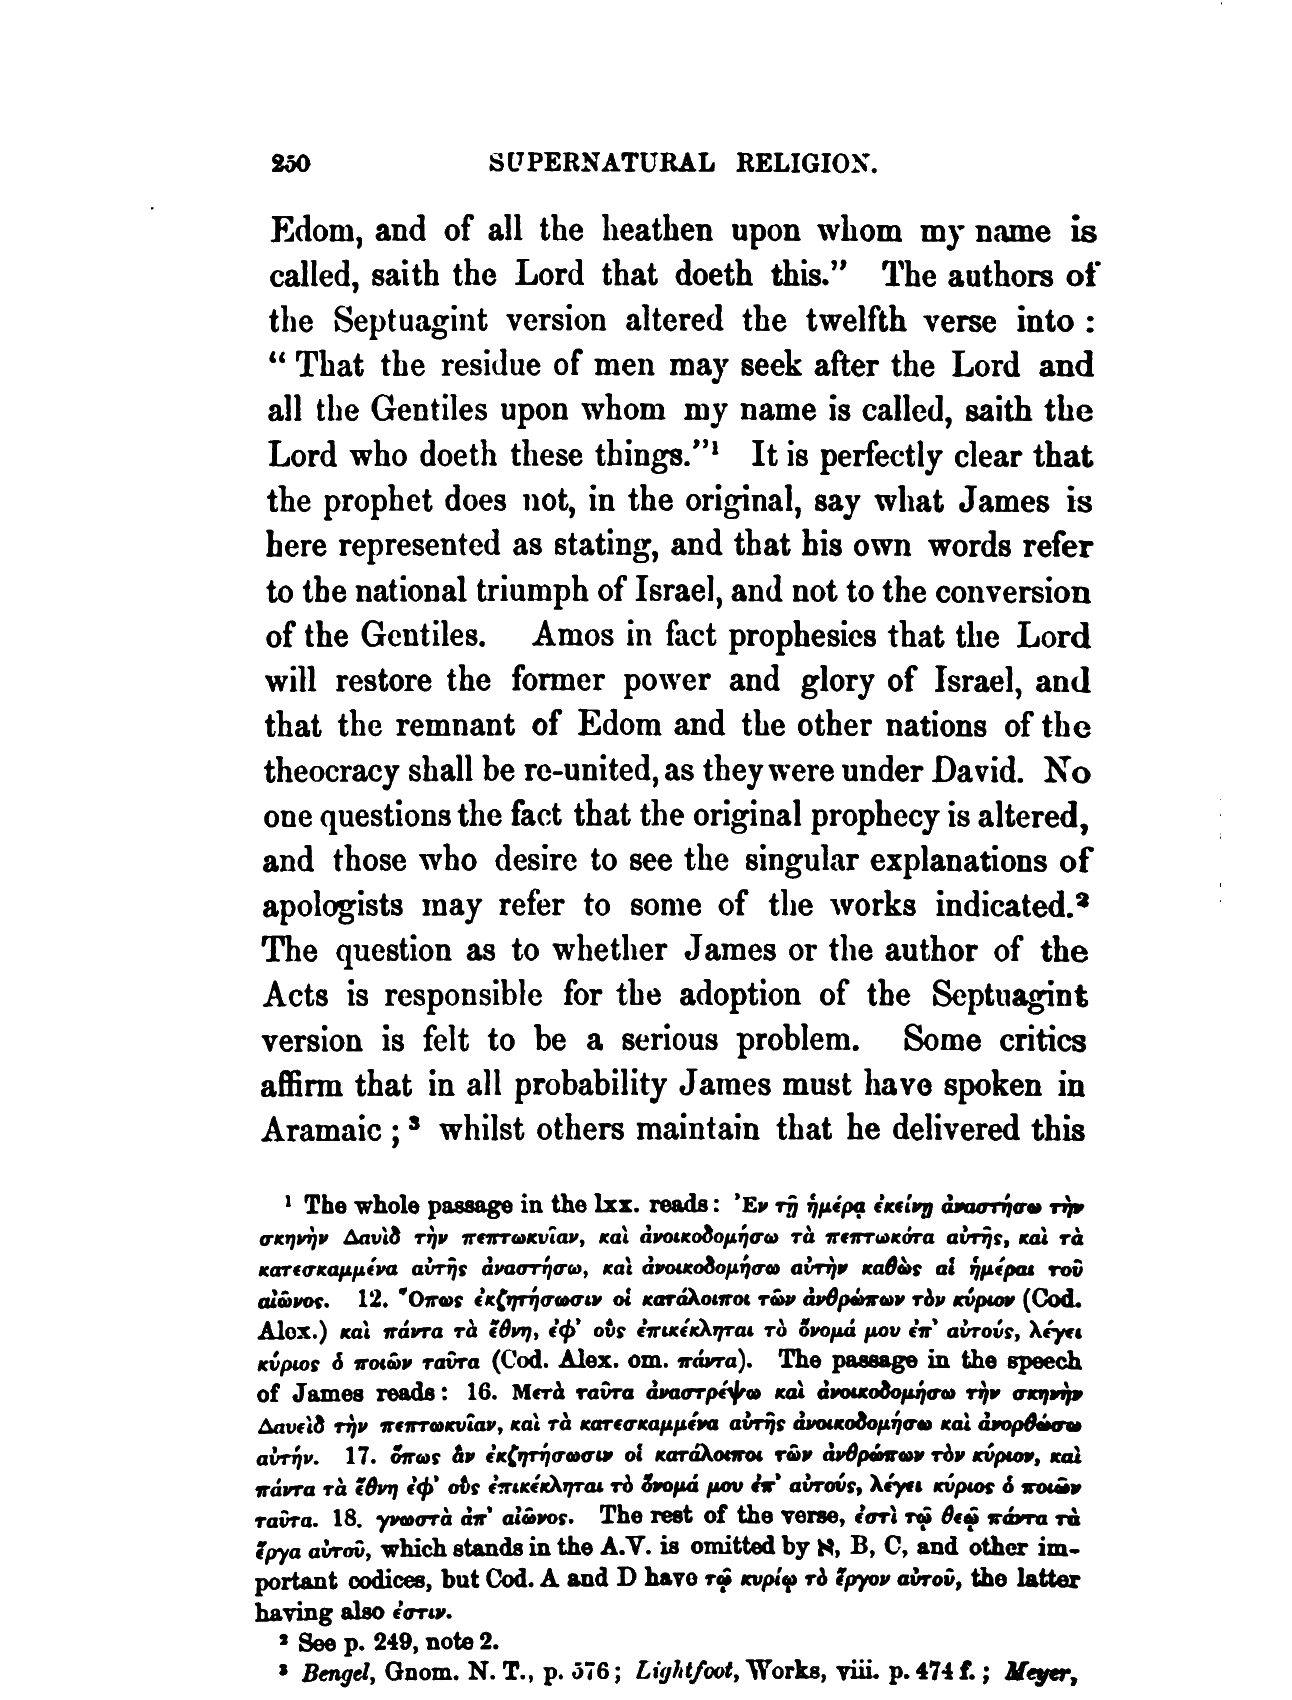 250 SUPERNATURAL RELIGION.
Edom, and of all the heathen upon whom my name is
called, saith the Lord that doeth this." The authors of
the Septuagint version altered the twelfth verse into :
" That the residue of men may seek after the Lord and
all the Gentiles upon whom my name is called, saith the
Lord who doeth these things."¹ It is perfectly clear that
the prophet does not, in the original, say what James is
here represented as stating, and that his own words refer
to the national triumph of Israel, and not to the conversion
of the Gentiles. Amos in fact prophesies that the Lord
will restore the former power and glory of Israel, and
that the remnant of Edom and the other nations of the
theocracy shall be re-united, as they were under David. No
one questions the fact that the original prophecy is altered,
and those who desire to see the singular explanations of
apologists may refer to some of the works indicated.²
The question as to whether James or the author of the
Acts is responsible for the adoption of the Septuagint
version is felt to be a serious problem. Some critics
affirm that in all probability James must have spoken in
Aramaic ; ³ whilst others maintain that he delivered this
¹ The whole passage in the lxx. reads : Ἐν τῇ ἡμέρᾳ ἐκείνῃ ἀναστήσω τὴν
σκηνὴν Δαυὶδ τὴν πεπτωκυῖαν, καὶ ἀνοικοδομήσω τὰ πεπτωκότα αὐτῆς, καὶ τὰ
κατεσκαμμένα αὐτῆς ἀναστήσω, καὶ ἀνοικοδομήσω αὐτὴν καθὼς αἱ ἡμέραι τοῦ
αἰῶνος. 12. Ὅπως ἐκζητήσωσιν οἱ κατάλοιποι τῶν ἀνθρώπων τὸν κύριον (Cod.
Alex.) καὶ πάντα τὰ ἔθνη, ἐφ' οὓς ἐπικέκληται τὸ ὄνομά μου ἐπ' αὐτούς, λέγει
κύριος ὁ ποιῶν ταῦτα (Cod. Alex. om. πάντα). The passage in the speech
of James reads : 16. Μετὰ ταῦτα ἀναστρέψω καὶ ἀνοικοδομήσω τὴν σκηνὴν
Δαυεὶδ τὴν πεπτωκυῖαν, καὶ τὰ κατεσκαμμένα αὐτῆς ἀνοικοδομήσω καὶ ἀνορθώσω
αὐτήν. 17. ὅπως ἂν ἐκζητήσωσιν οἱ κατάλοιποι τῶν ἀνθρώπων τὸν κύριον, καὶ
πάντα τὰ ἔθνη ἐφ' οὓς ἐπικέκληται τὸ ὄνομά μου ἐπ' αὐτούς, λέγει κύριος ὁ ποιῶν
ταῦτα. 18. γνωστὰ ἀπ' αἰῶνος. The rest of the verse, ἐστὶ τῷ θεῷ πάντα τὰ
ἔργα αὐτοῦ, which stands in the A.V. is omitted by א, B, C, and other im-
portant codices, but Cod. A and D have τῷ κυρίῳ τὸ ἔργον αὐτοῦ, the latter
having also ἐστιν.
² See p. 249, note 2.
³ Bengel, Gnom. N. T., p. 576 ; Lightfoot, Works, viii. p. 474 f. ; Meyer,